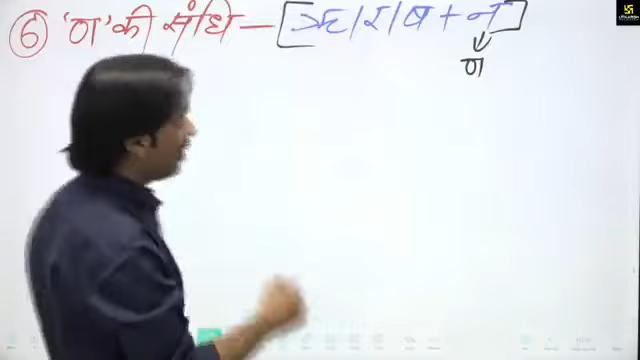 ⑥ 'ण' की संधि — [ऋ/र/ष + न]
ण